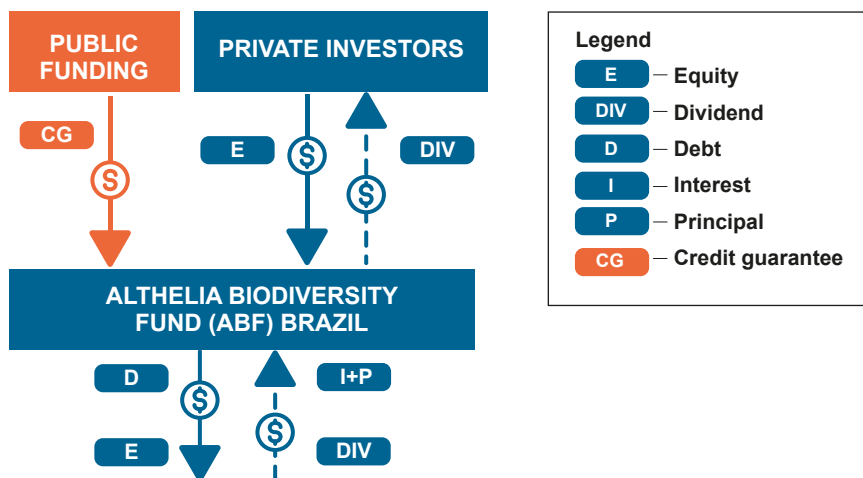 PUBLIC
FUNDING
PRIVATE INVESTORS
CG
$
E
$
$
DIV
ALTHELIA BIODIVERSITY
FUND (ABF) BRAZIL
D
I+P
$
$
E
DIV
Legend
E – Equity
DIV – Dividend
D – Debt
I – Interest
P – Principal
CG – Credit guarantee